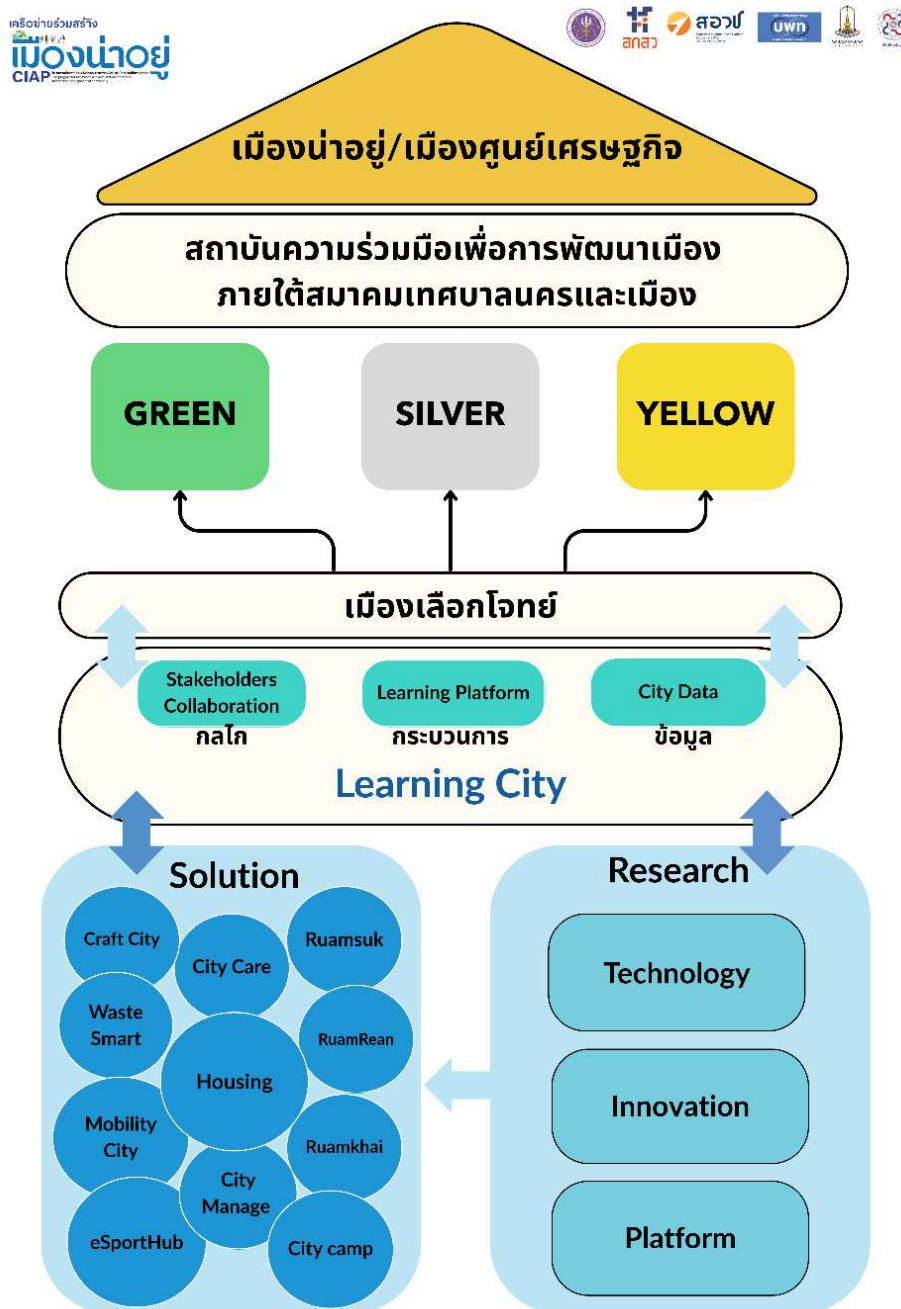 เครือข่ายร่วมสร้าง
เมืองน่าอยู่
CIAP
สกสว
สอวช
บพท
เมืองน่าอยู่/เมืองศูนย์เศรษฐกิจ
สถาบันความร่วมมือเพื่อการพัฒนาเมือง
ภายใต้สมาคมเทศบาลนครและเมือง
GREEN
SILVER
YELLOW
เมืองเลือกโจทย์
Stakeholders
Collaboration
Learning Platform
City Data
กลไก
กระบวนการ
ข้อมูล
Learning City
Solution
Craft City
City Care
Ruamsuk
Waste
Smart
RuamRean
Housing
Mobility
City
Ruamkhai
City
Manage
eSportHub
City camp
Research
Technology
Innovation
Platform